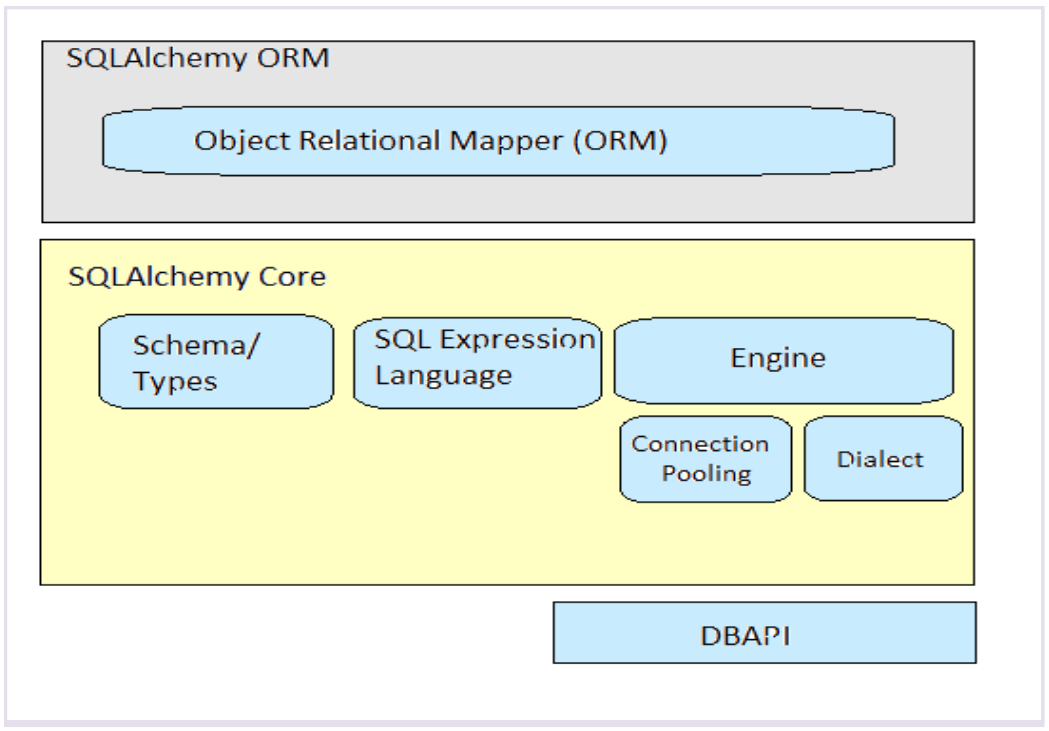 SQLAlchemy ORM
Object Relational Mapper (ORM)
SQLAlchemy Core
Schema/
Types
SQL Expression
Language
Engine
Connection
Pooling
Dialect
DBAPI